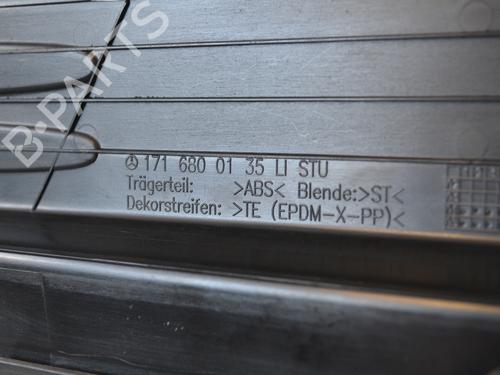 171 680 01 35 LI STU
Trägerteil: >ABS< Blende:>ST<
Dekorstreifen: >TE (EPDM-X-PP)<
B-PARTS